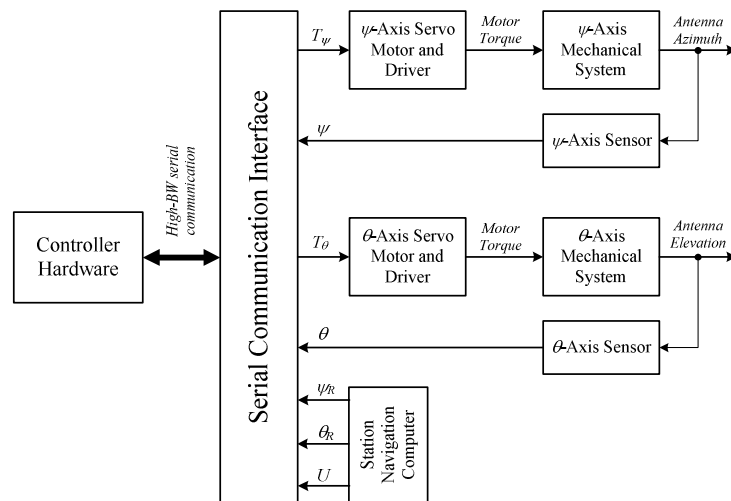 Controller
Hardware
High-BW serial
communication
Serial Communication Interface
Tψ
ψ-Axis Servo
Motor and
Driver
Motor
Torque
ψ-Axis
Mechanical
System
Antenna
Azimuth
ψ
ψ-Axis Sensor
Tθ
θ-Axis Servo
Motor and
Driver
Motor
Torque
θ-Axis
Mechanical
System
Antenna
Elevation
θ
θ-Axis Sensor
ψR
θR
U
Station
Navigation
Computer